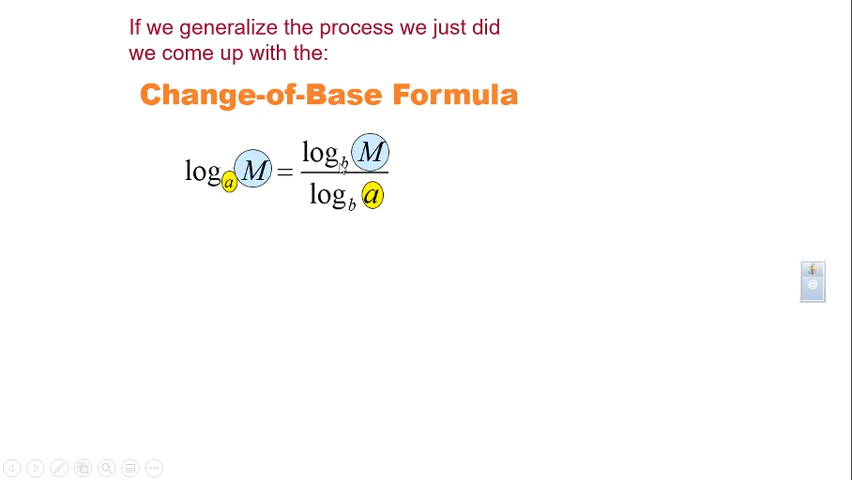 If we generalize the process we just did
we come up with the:
Change-of-Base Formula
log_a M = \frac{log_b M}{log_b a}